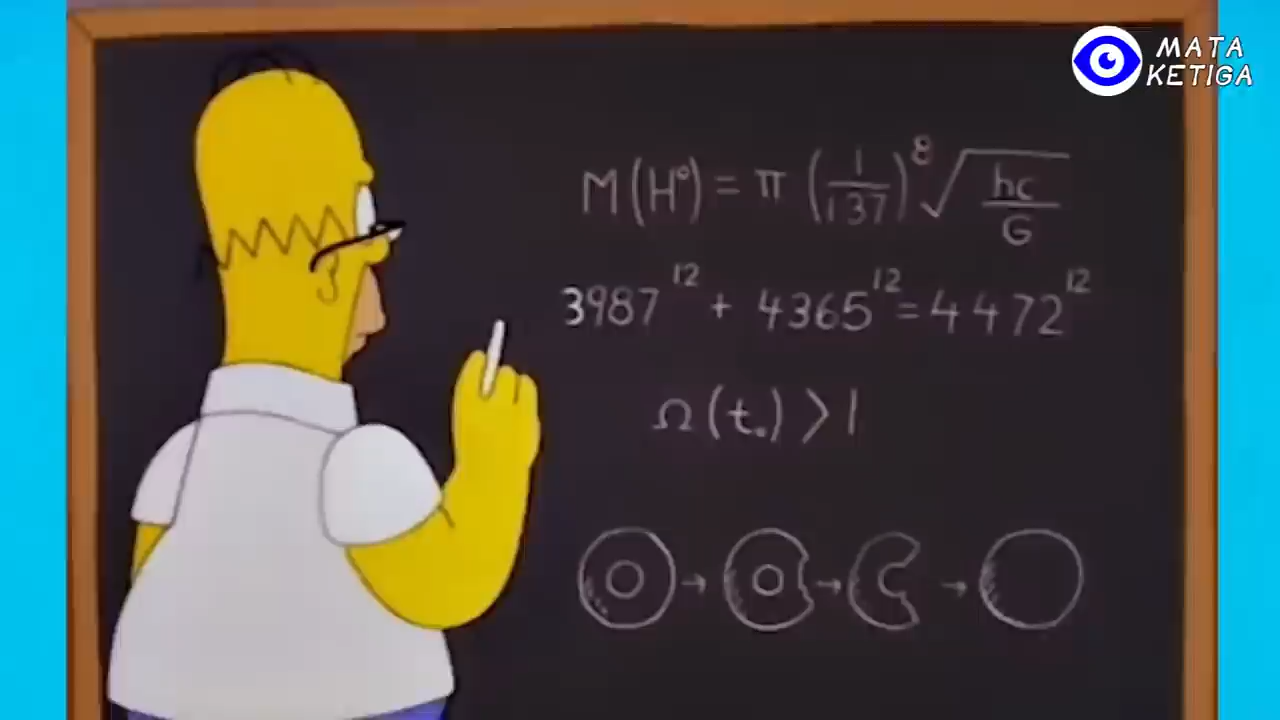 MATA
KETIGA
M(H°) = π (1/137)⁸ √(hc/G)
3987¹² + 4365¹² = 4472¹²
Ω(t₀) > 1